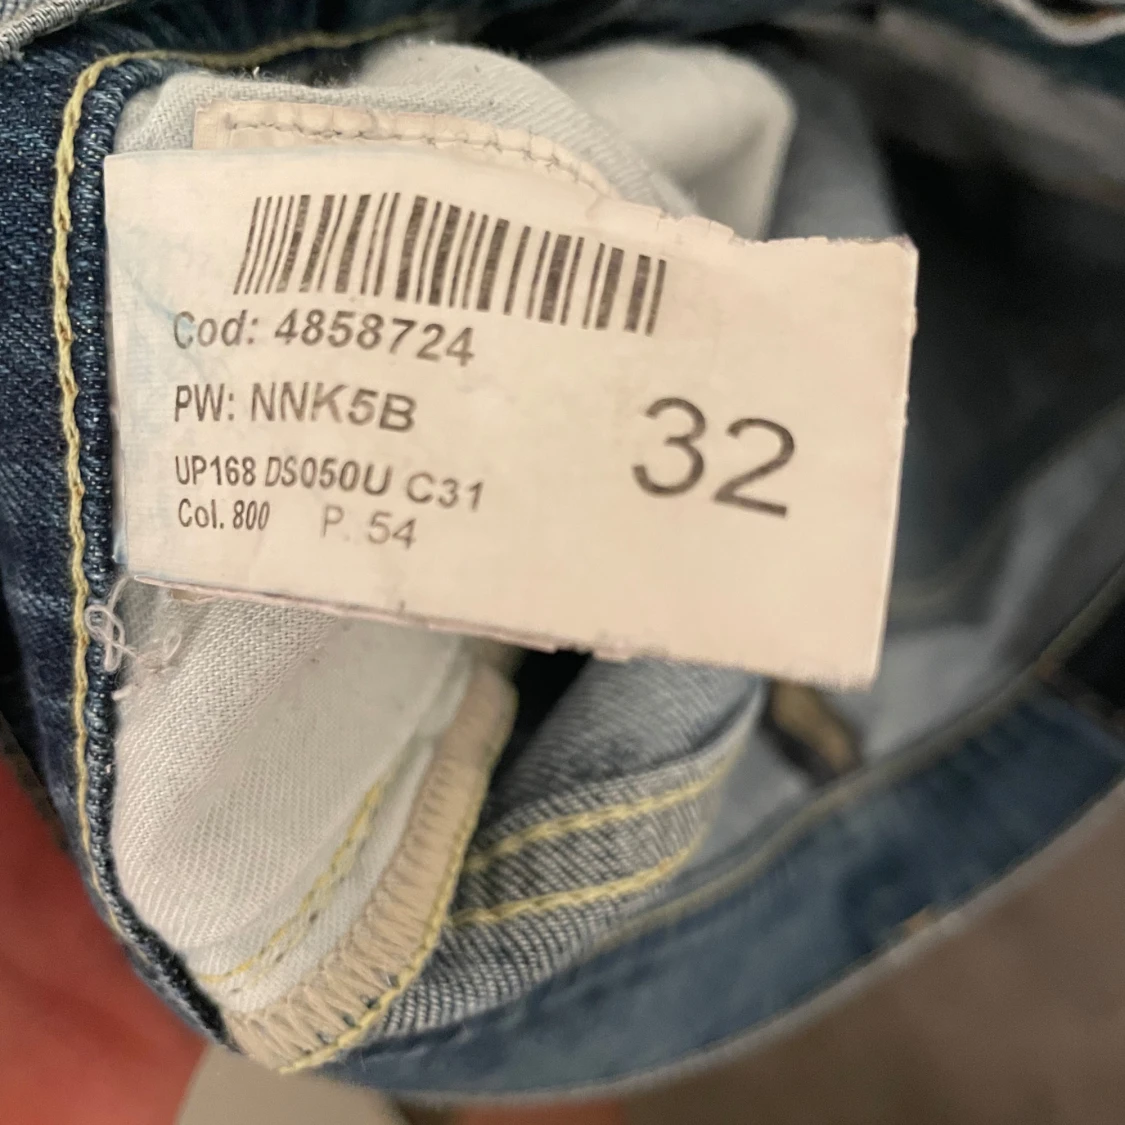 Cod: 4858724
PW: NNK5B
32
UP168 DS050U C31
Col. 800 P. 54